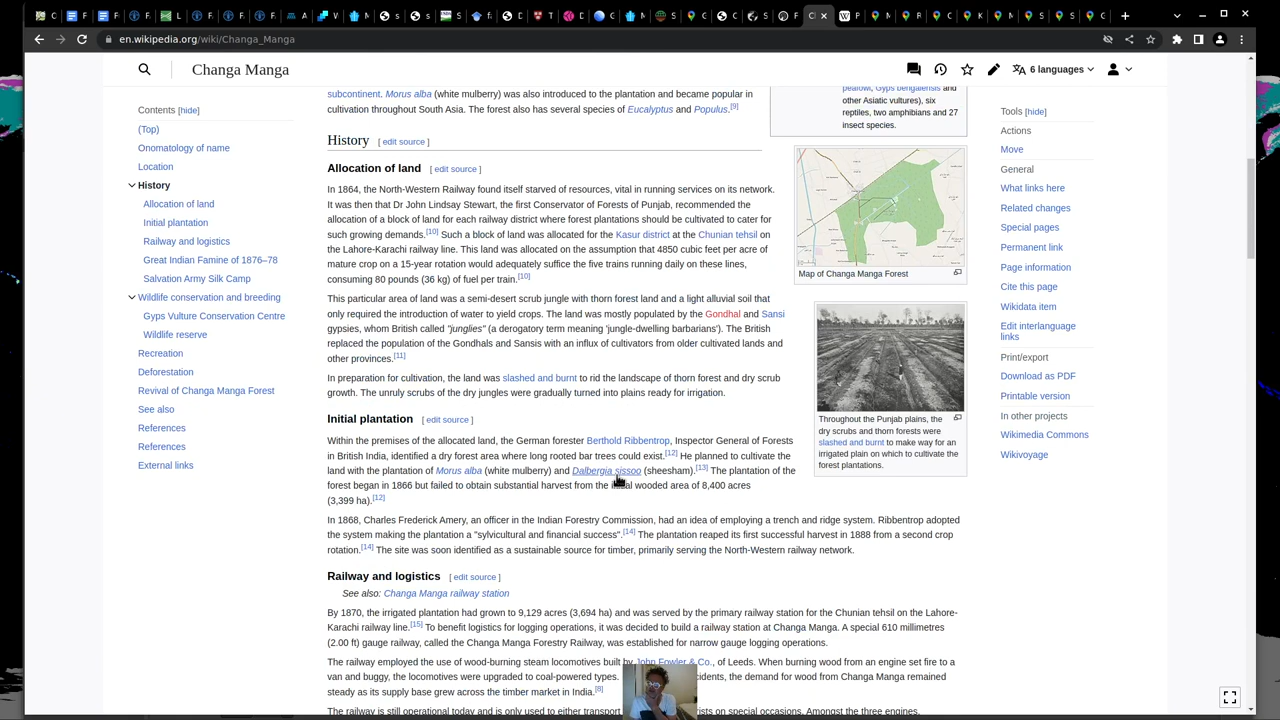 en.wikipedia.org/wiki/Changa_Manga
Changa Manga
6 languages
Contents [hide]
(Top)
Onomatology of name
Location
History
Allocation of land
Initial plantation
Railway and logistics
Great Indian Famine of 1876–78
Salvation Army Silk Camp
Wildlife conservation and breeding
Gyps Vulture Conservation Centre
Wildlife reserve
Recreation
Deforestation
Revival of Changa Manga Forest
See also
References
References
External links
subcontinent. Morus alba (white mulberry) was also introduced to the plantation and became popular in
cultivation throughout South Asia. The forest also has several species of Eucalyptus and Populus.[9]
History [ edit source ]
Allocation of land [ edit source ]
In 1864, the North-Western Railway found itself starved of resources, vital in running services on its network.
It was then that Dr John Lindsay Stewart, the first Conservator of Forests of Punjab, recommended the
allocation of a block of land for each railway district where forest plantations should be cultivated to cater for
such growing demands.[10] Such a block of land was allocated for the Kasur district at the Chunian tehsil on
the Lahore-Karachi railway line. This land was allocated on the assumption that 4850 cubic feet per acre of
mature crop on a 15-year rotation would adequately suffice the five trains running daily on these lines,
consuming 80 pounds (36 kg) of fuel per train.[10]
This particular area of land was a semi-desert scrub jungle with thorn forest land and a light alluvial soil that
only required the introduction of water to yield crops. The land was mostly populated by the Gondhal and Sansi
gypsies, whom British called "junglies" (a derogatory term meaning 'jungle-dwelling barbarians'). The British
replaced the population of the Gondhals and Sansis with an influx of cultivators from older cultivated lands and
other provinces.[11]
In preparation for cultivation, the land was slashed and burnt to rid the landscape of thorn forest and dry scrub
growth. The unruly scrubs of the dry jungles were gradually turned into plains ready for irrigation.
Initial plantation [ edit source ]
Within the premises of the allocated land, the German forester Berthold Ribbentrop, Inspector General of Forests
in British India, identified a dry forest area where long rooted bar trees could exist.[12] He planned to cultivate the
land with the plantation of Morus alba (white mulberry) and Dalbergia sissoo (sheesham).[13] The plantation of the
forest began in 1866 but failed to obtain substantial harvest from the wooded area of 8,400 acres
(3,399 ha).[12]
In 1868, Charles Frederick Amery, an officer in the Indian Forestry Commission, had an idea of employing a trench and ridge system. Ribbentrop adopted
the system making the plantation a "sylvicultural and financial success".[14] The plantation reaped its first successful harvest in 1888 from a second crop
rotation.[14] The site was soon identified as a sustainable source for timber, primarily serving the North-Western railway network.
Railway and logistics [ edit source ]
See also: Changa Manga railway station
By 1870, the irrigated plantation had grown to 9,129 acres (3,694 ha) and was served by the primary railway station for the Chunian tehsil on the Lahore-
Karachi railway line.[15] To benefit logistics for logging operations, it was decided to build a railway station at Changa Manga. A special 610 millimetres
(2.00 ft) gauge railway, called the Changa Manga Forestry Railway, was established for narrow gauge logging operations.
The railway employed the use of wood-burning steam locomotives built by John Fowler & Co., of Leeds. When burning wood from an engine set fire to a
van and buggy, the locomotives were upgraded to coal-powered types. the demand for wood from Changa Manga remained
steady as its supply base grew across the timber market in India.[8]
The railway is still operational today and is only used to either transport on special occasions. Amongst the three engines,
peafowl, Gyps bengalensis and
other Asiatic vultures), six
reptiles, two amphibians and 27
insect species.
Map of Changa Manga Forest
Throughout the Punjab plains, the
dry scrubs and thorn forests were
slashed and burnt to make way for an
irrigated plain on which to cultivate the
forest plantations.
Tools [hide]
Actions
Move
General
What links here
Related changes
Special pages
Permanent link
Page information
Cite this page
Wikidata item
Edit interlanguage
links
Print/export
Download as PDF
Printable version
In other projects
Wikimedia Commons
Wikivoyage